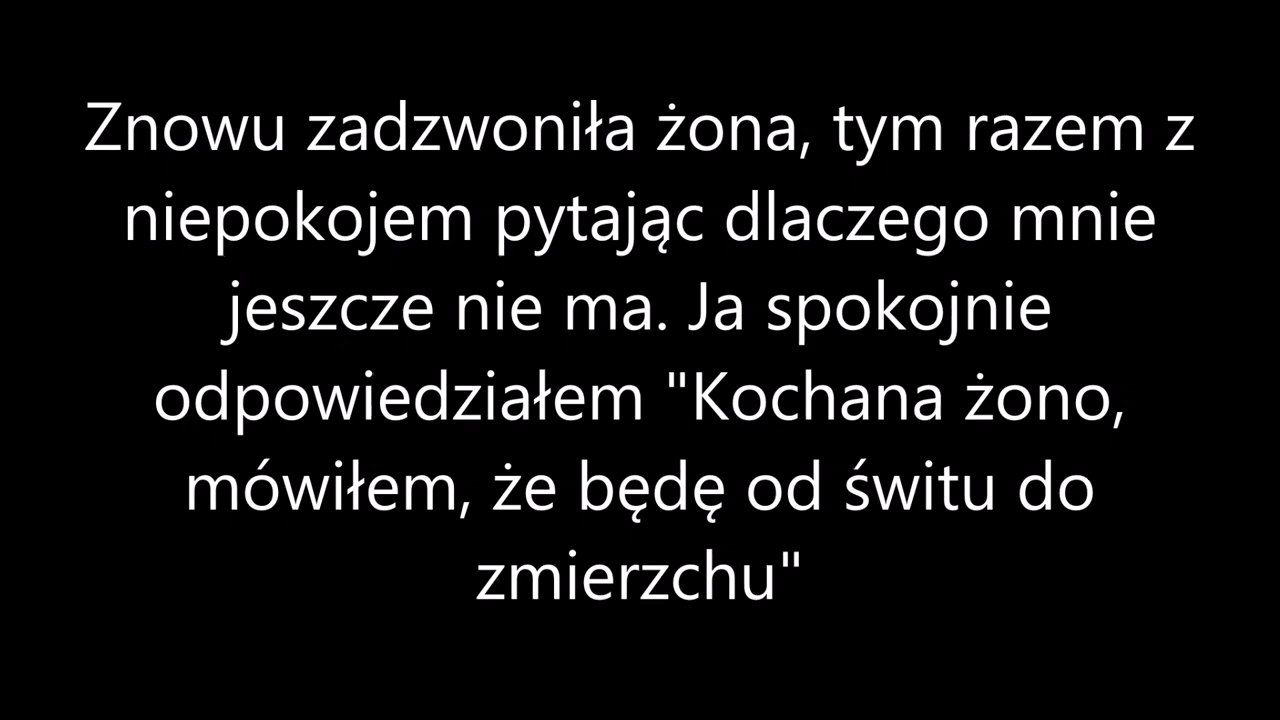 Znowu zadzwoniła żona, tym razem z
niepokojem pytając dlaczego mnie
jeszcze nie ma. Ja spokojnie
odpowiedziałem "Kochana żono,
mówiłem, że będę od świtu do
zmierzchu"